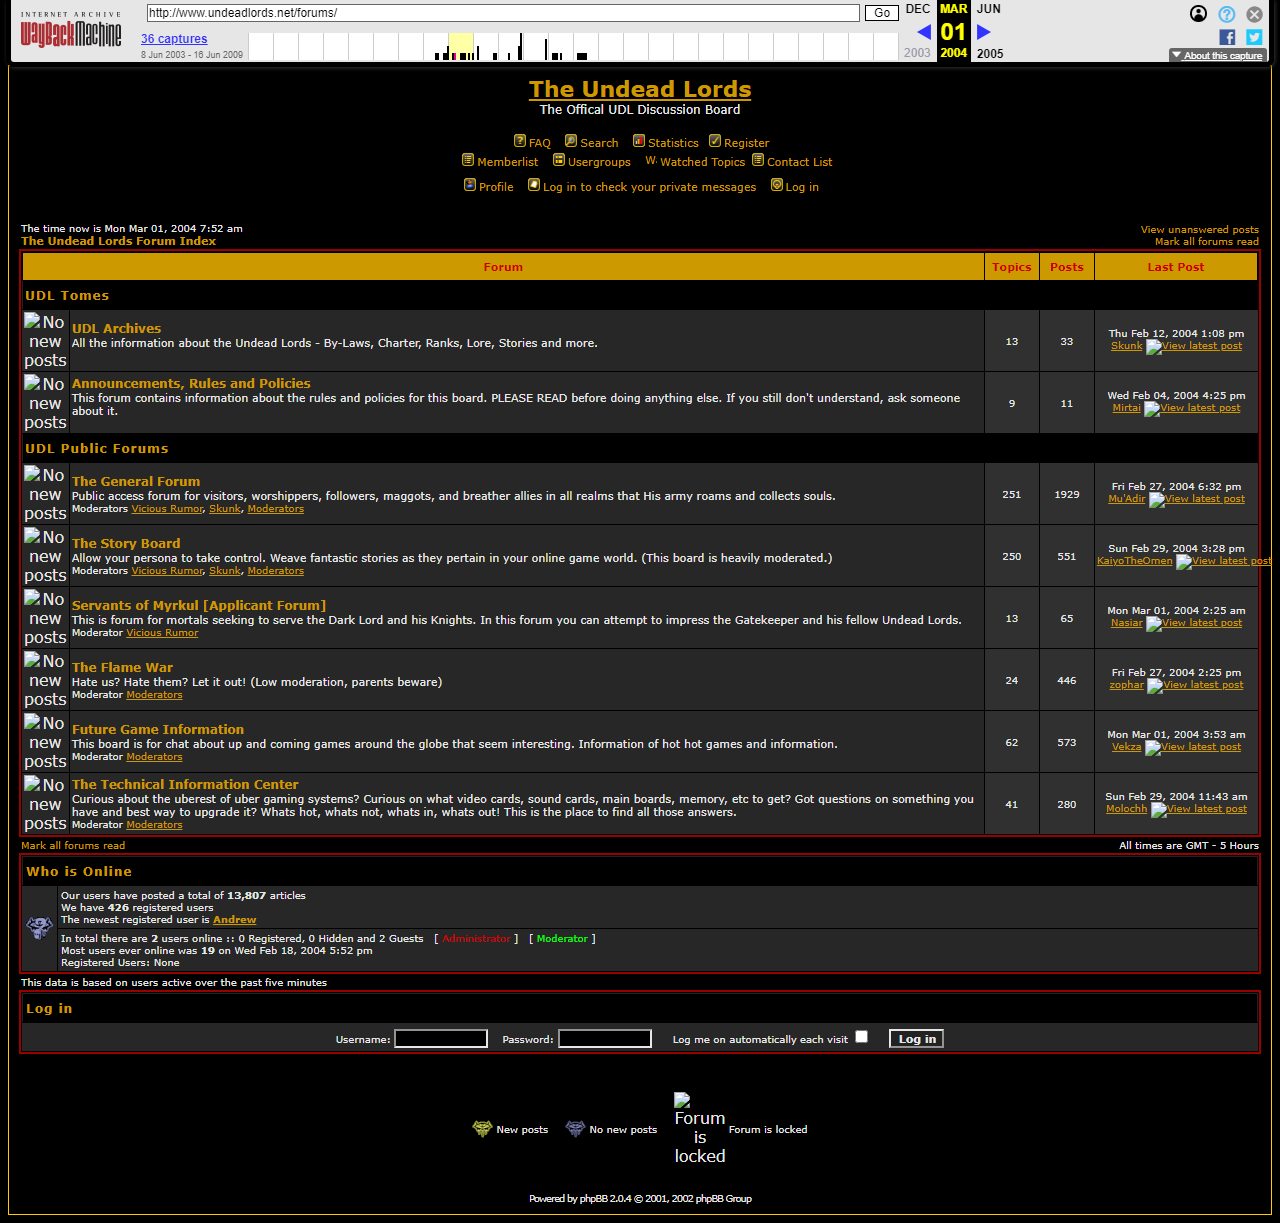 INTERNET ARCHIVE
WayBackMachine
http://www.undeadlords.net/forums/
Go
DEC MAR JUN
36 captures
01
8 Jun 2003 - 16 Jun 2009
2003 2004 2005
About this capture
The Undead Lords
The Offical UDL Discussion Board
FAQ Search Statistics Register
Memberlist Usergroups W. Watched Topics Contact List
Profile Log in to check your private messages Log in
The time now is Mon Mar 01, 2004 7:52 am
View unanswered posts
The Undead Lords Forum Index
Mark all forums read
Forum Topics Posts Last Post
UDL Tomes
No new posts
UDL Archives
All the information about the Undead Lords - By-Laws, Charter, Ranks, Lore, Stories and more.
13 33
Thu Feb 12, 2004 1:08 pm
Skunk View latest post
No new posts
Announcements, Rules and Policies
This forum contains information about the rules and policies for this board. PLEASE READ before doing anything else. If you still don't understand, ask someone
about it.
9 11
Wed Feb 04, 2004 4:25 pm
Mirtai View latest post
UDL Public Forums
No new posts
The General Forum
Public access forum for visitors, worshippers, followers, maggots, and breather allies in all realms that His army roams and collects souls.
Moderators Vicious Rumor, Skunk, Moderators
251 1929
Fri Feb 27, 2004 6:32 pm
Mu'Adir View latest post
No new posts
The Story Board
Allow your persona to take control. Weave fantastic stories as they pertain in your online game world. (This board is heavily moderated.)
Moderators Vicious Rumor, Skunk, Moderators
250 551
Sun Feb 29, 2004 3:28 pm
KaiyoTheOmen View latest post
No new posts
Servants of Myrkul [Applicant Forum]
This is forum for mortals seeking to serve the Dark Lord and his Knights. In this forum you can attempt to impress the Gatekeeper and his fellow Undead Lords.
Moderator Vicious Rumor
13 65
Mon Mar 01, 2004 2:25 am
Nasiar View latest post
No new posts
The Flame War
Hate us? Hate them? Let it out! (Low moderation, parents beware)
Moderator Moderators
24 446
Fri Feb 27, 2004 2:25 pm
zophar View latest post
No new posts
Future Game Information
This board is for chat about up and coming games around the globe that seem interesting. Information of hot hot games and information.
Moderator Moderators
62 573
Mon Mar 01, 2004 3:53 am
Vekza View latest post
No new posts
The Technical Information Center
Curious about the uberest of uber gaming systems? Curious on what video cards, sound cards, main boards, memory, etc to get? Got questions on something you
have and best way to upgrade it? Whats hot, whats not, whats in, whats out! This is the place to find all those answers.
Moderator Moderators
41 280
Sun Feb 29, 2004 11:43 am
Molochh View latest post
Mark all forums read
All times are GMT - 5 Hours
Who is Online
Our users have posted a total of 13,807 articles
We have 426 registered users
The newest registered user is Andrew
In total there are 2 users online :: 0 Registered, 0 Hidden and 2 Guests [ Administrator ] [ Moderator ]
Most users ever online was 19 on Wed Feb 18, 2004 5:52 pm
Registered Users: None
This data is based on users active over the past five minutes
Log in
Username: Password: Log me on automatically each visit Log in
New posts No new posts Forum is locked Forum is locked
Powered by phpBB 2.0.4 © 2001, 2002 phpBB Group